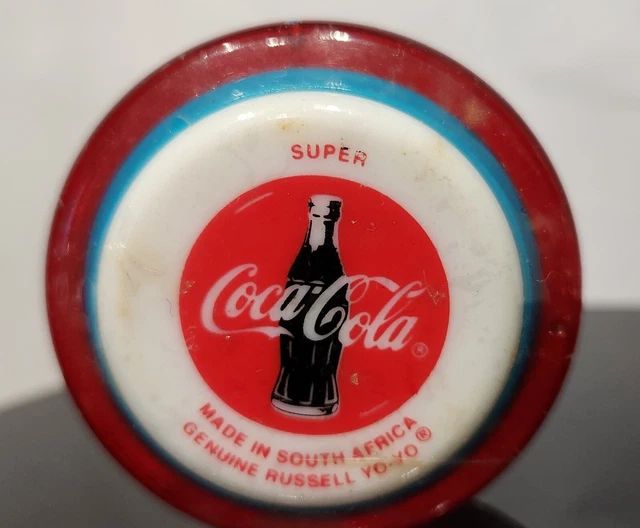 SUPER
Coca-Cola®
MADE IN SOUTH AFRICA
GENUINE RUSSELL YO-YO®